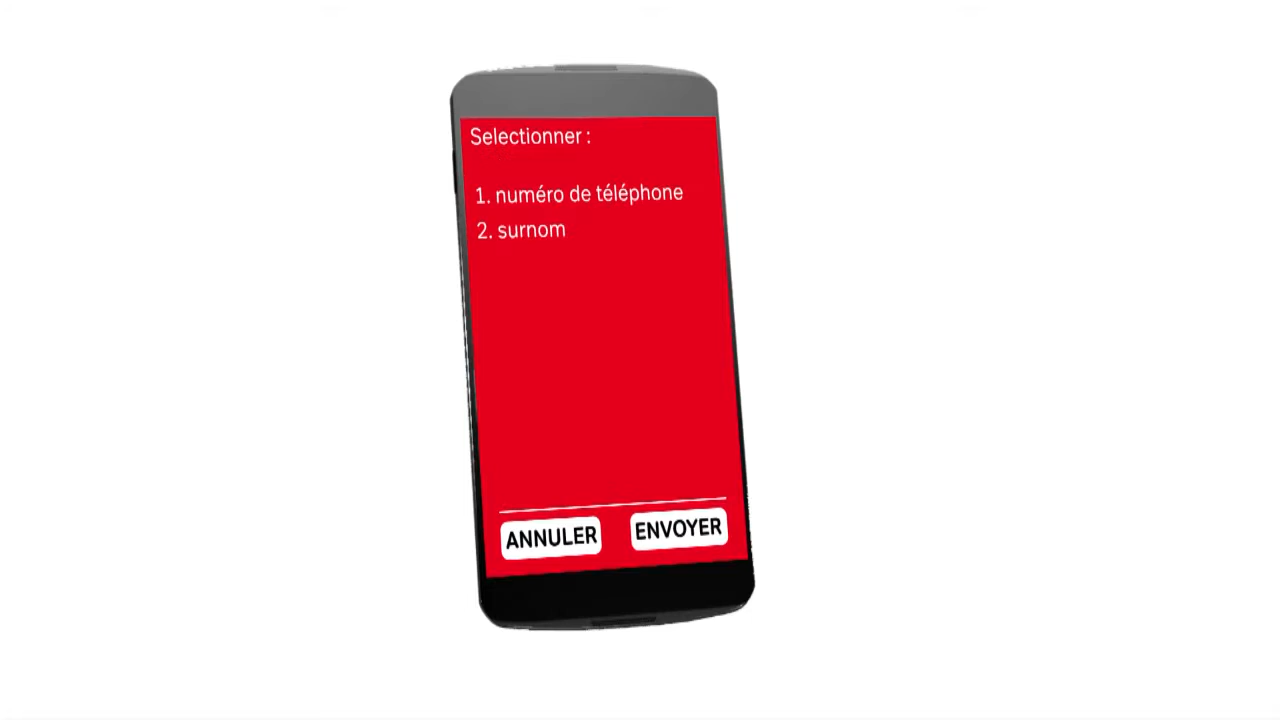 Selectionner :
1. numéro de téléphone
2. surnom
ANNULER
ENVOYER